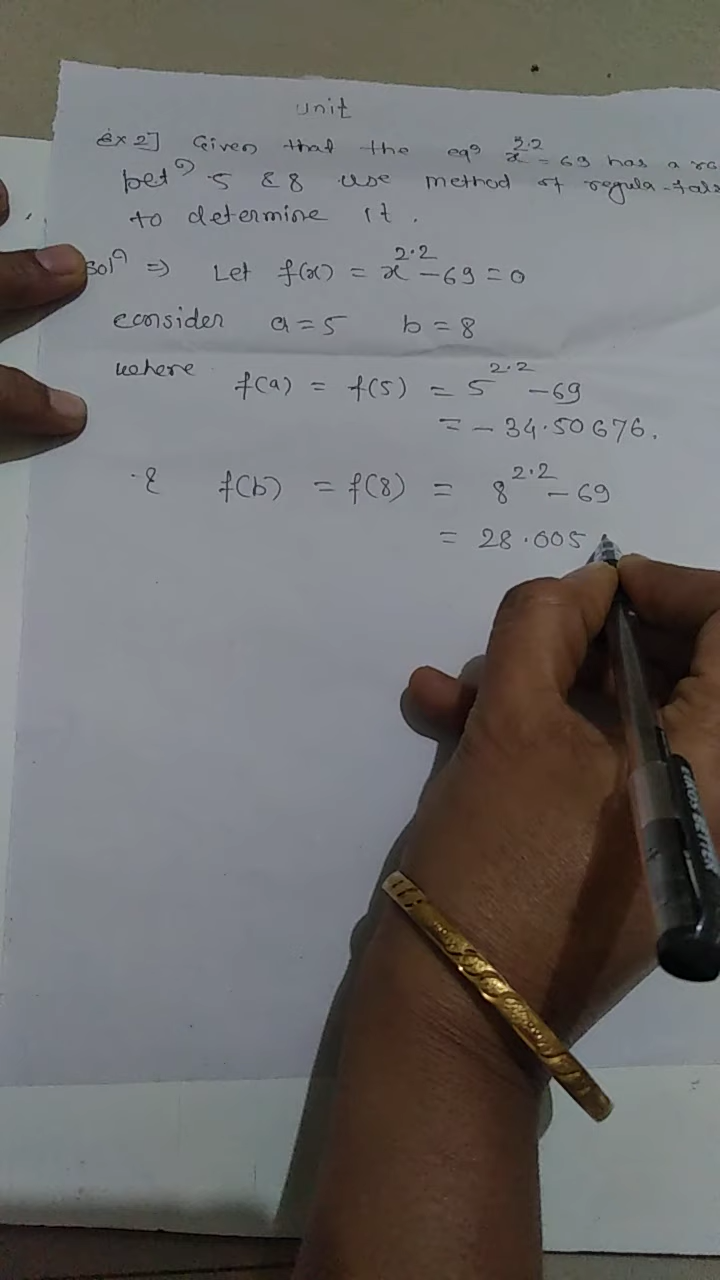 unit
ex 2] Given that the eqn x^2.2 = 69 has a
betn 5 & 8 use method of regula-fals
to determine it.
soln ⇒ Let f(x) = x^2.2 - 69 = 0
consider a = 5 b = 8
where f(a) = f(5) = 5^2.2 - 69
= - 34.50676.
& f(b) = f(8) = 8^2.2 - 69
= 28.005